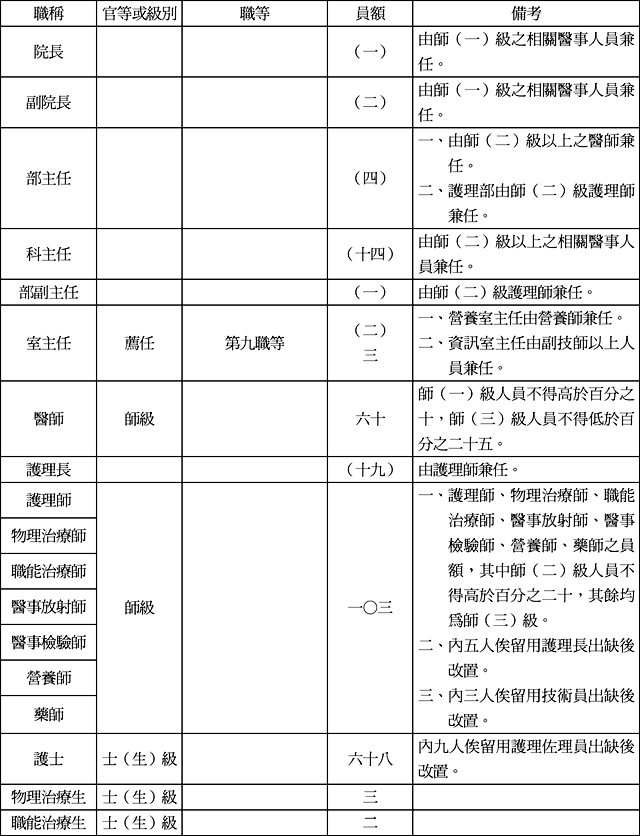 職稱 官等或級別 職等 員額 備考
院長 （一） 由師（一）級之相關醫事人員兼
任。
副院長 （二） 由師（一）級之相關醫事人員兼
任。
部主任 （四） 一、由師（二）級以上之醫師兼
任。
二、護理部由師（二）級護理師
兼任。
科主任 （十四） 由師（二）級以上之相關醫事人
員兼任。
部副主任 （一） 由師（二）級護理師兼任。
室主任 薦任 第九職等 （二）
三
一、營養室主任由營養師兼任。
二、資訊室主任由副技師以上人
員兼任。
醫師 師級 六十 師（一）級人員不得高於百分之
十，師（三）級人員不得低於百
分之二十五。
護理長 （十九） 由護理師兼任。
護理師
物理治療師
職能治療師
醫事放射師
醫事檢驗師
營養師
藥師
師級 一〇三
一、護理師、物理治療師、職能
治療師、醫事放射師、醫事
檢驗師、營養師、藥師之員
額，其中師（二）級人員不
得高於百分之二十，其餘均
爲師（三）級。
二、內五人俟留用護理長出缺後
改置。
三、內三人俟留用技術員出缺後
改置。
護士 士（生）級 六十八 內九人俟留用護理佐理員出缺後
改置。
物理治療生 士（生）級 三
職能治療生 士（生）級 二